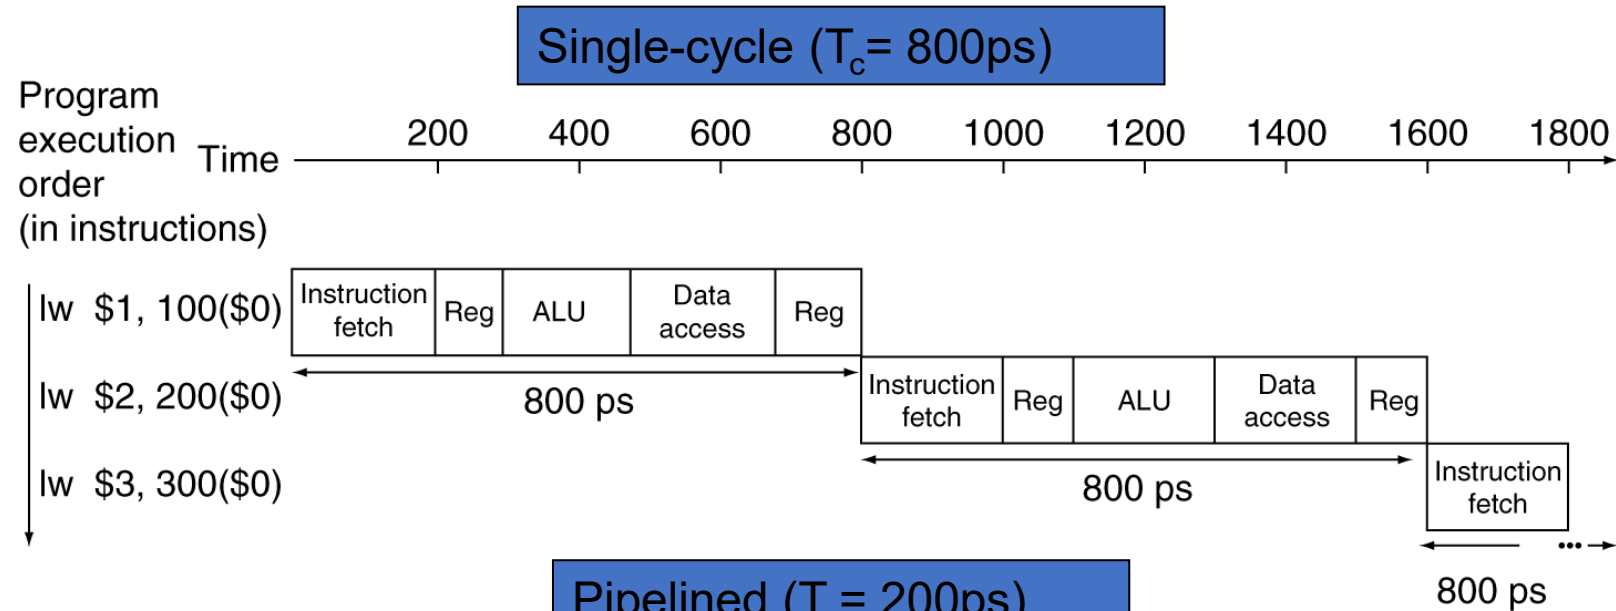 Single-cycle (Tc= 800ps)
Program
execution
order
(in instructions)
Time
200 400 600 800 1000 1200 1400 1600 1800
lw $1, 100($0)
Instruction
fetch
Reg
ALU
Data
access
Reg
800 ps
lw $2, 200($0)
Instruction
fetch
Reg
ALU
Data
access
Reg
800 ps
lw $3, 300($0)
Instruction
fetch
...
800 ps
Pipelined (T = 200ps)